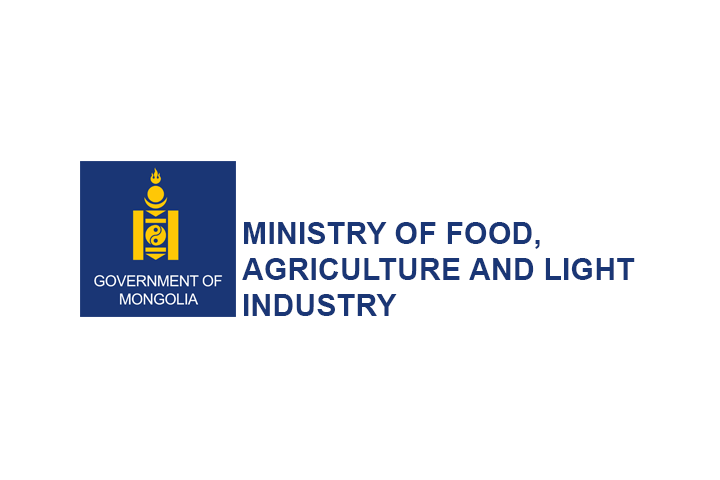 GOVERNMENT OF
MONGOLIA
MINISTRY OF FOOD,
AGRICULTURE AND LIGHT
INDUSTRY